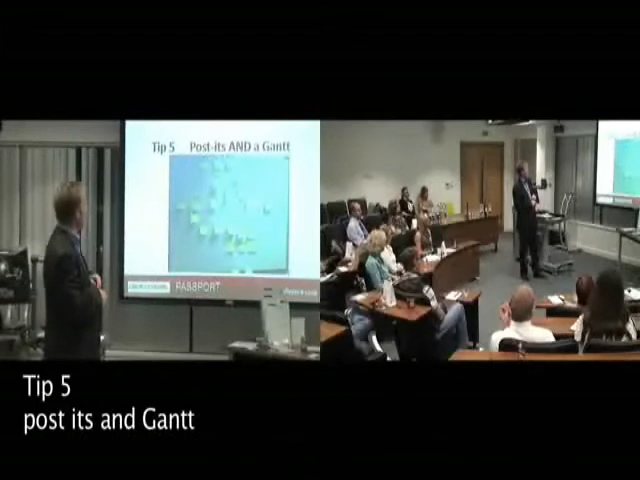 Tip 5 Post-its AND a Gantt
PASSPORT
Tip 5
post its and Gantt